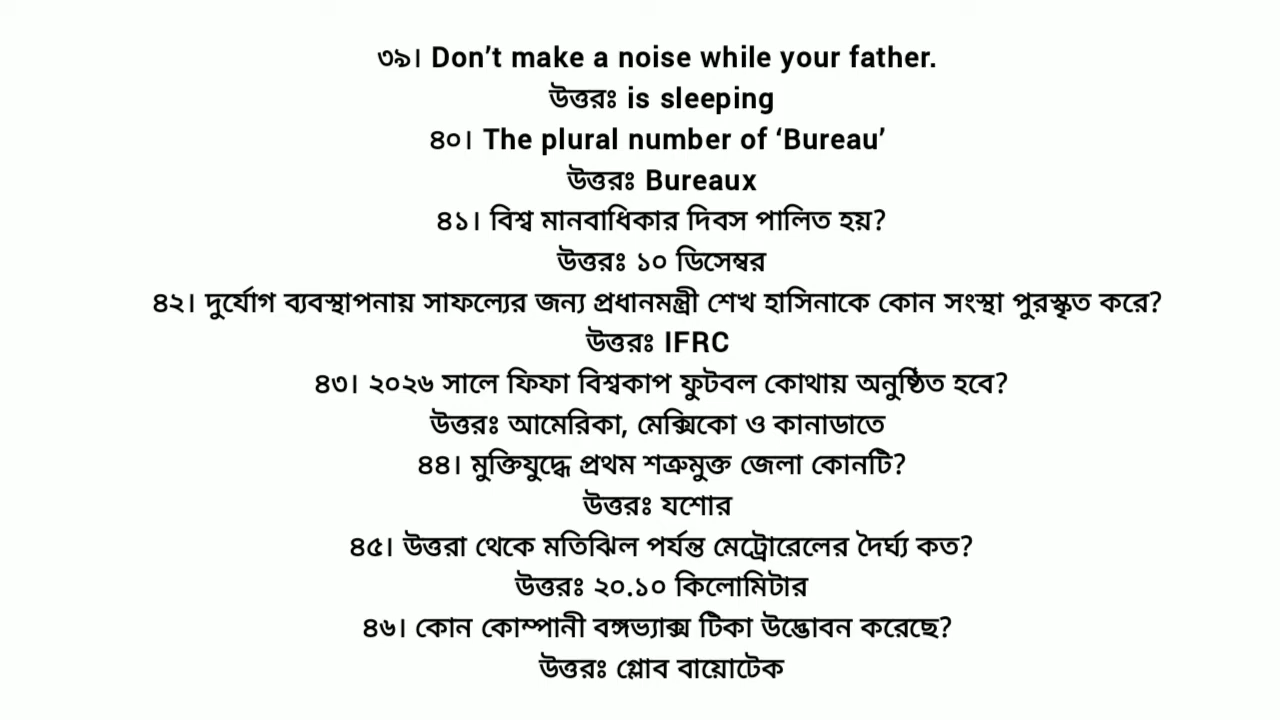 ৩৯। Don’t make a noise while your father.
উত্তরঃ is sleeping
৪০। The plural number of ‘Bureau’
উত্তরঃ Bureaux
৪১। বিশ্ব মানবাধিকার দিবস পালিত হয়?
উত্তরঃ ১০ ডিসেম্বর
৪২। দুর্যোগ ব্যবস্থাপনায় সাফল্যের জন্য প্রধানমন্ত্রী শেখ হাসিনাকে কোন সংস্থা পুরস্কৃত করে?
উত্তরঃ IFRC
৪৩। ২০২৬ সালে ফিফা বিশ্বকাপ ফুটবল কোথায় অনুষ্ঠিত হবে?
উত্তরঃ আমেরিকা, মেক্সিকো ও কানাডাতে
৪৪। মুক্তিযুদ্ধে প্রথম শত্রুমুক্ত জেলা কোনটি?
উত্তরঃ যশোর
৪৫। উত্তরা থেকে মতিঝিল পর্যন্ত মেট্রোরেলের দৈর্ঘ্য কত?
উত্তরঃ ২০.১০ কিলোমিটার
৪৬। কোন কোম্পানী বঙ্গভ্যাক্স টিকা উদ্ভোবন করেছে?
উত্তরঃ গ্লোব বায়োটেক